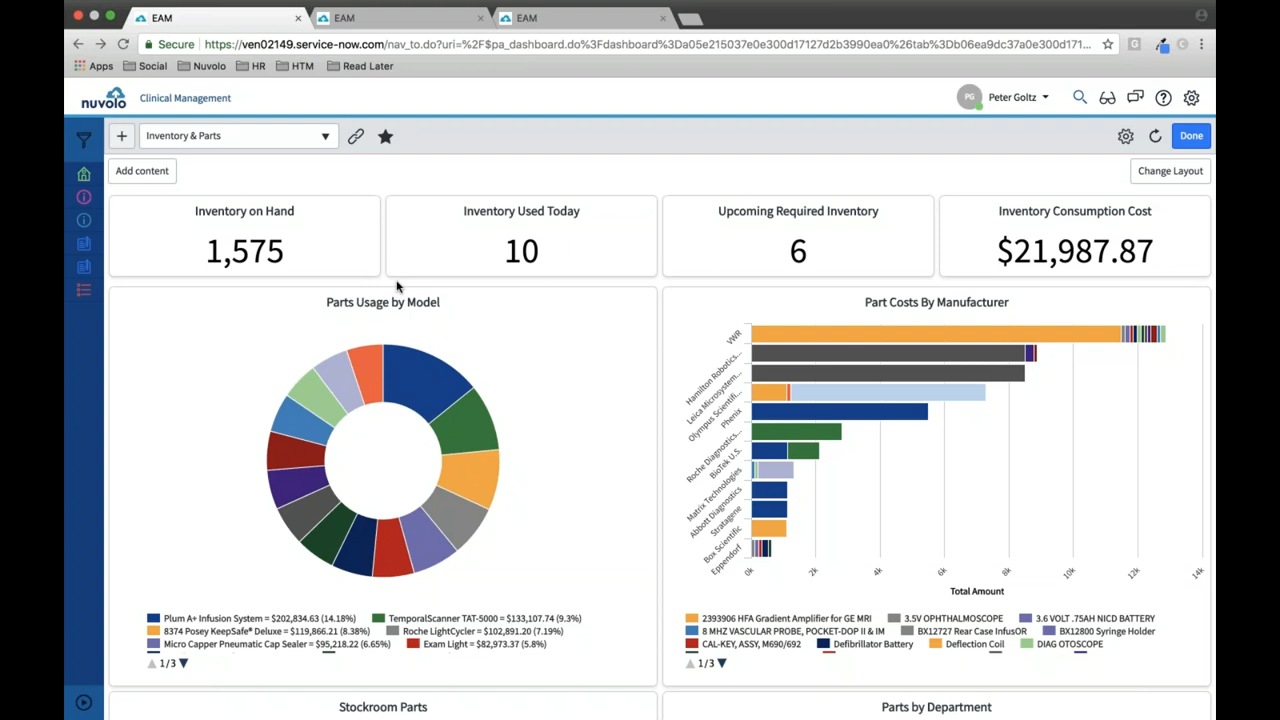 EAM
EAM
EAM
Secure https://ven02149.service-now.com/nav_to.do?uri=%2F$pa_dashboard.do%3Fdashboard%3Da05e215037e0e300d17127d2b3990ea0%26tab%3Db06ea9dc37a0e300d171...
Apps Social Nuvolo HR HTM Read Later
nuvolo Clinical Management PG Peter Goltz
Inventory & Parts Done
Add content Change Layout
Inventory on Hand
1,575
Inventory Used Today
10
Upcoming Required Inventory
6
Inventory Consumption Cost
$21,987.87
Parts Usage by Model
Plum A+ Infusion System = $202,834.63 (14.18%) TemporalScanner TAT-5000 = $133,107.74 (9.3%)
8374 Posey KeepSafe® Deluxe = $119,866.21 (8.38%) Roche LightCycler = $102,891.20 (7.19%)
Micro Capper Pneumatic Cap Sealer = $95,218.22 (6.65%) Exam Light = $82,973.37 (5.8%)
1/3
Part Costs By Manufacturer
VWR
Hamilton Robotics...
Leica Microsystem...
Olympus Scientifi...
Phenix
Roche Diagnostics...
BioTek U.S.
Matrix Technologies
Abbott Diagnostics
Stratagene
Box Scientific
Eppendorf
0k 2k 4k 6k 8k 10k 12k 14k
Total Amount
2393906 HFA Gradient Amplifier for GE MRI 3.5V OPHTHALMOSCOPE 3.6 VOLT .75AH NICD BATTERY
8 MHZ VASCULAR PROBE, POCKET-DOP II & IM BX12727 Rear Case InfusOR BX12800 Syringe Holder
CAL-KEY, ASSY, M690/692 Defibrillator Battery Deflection Coil DIAG OTOSCOPE
1/3
Stockroom Parts
Parts by Department